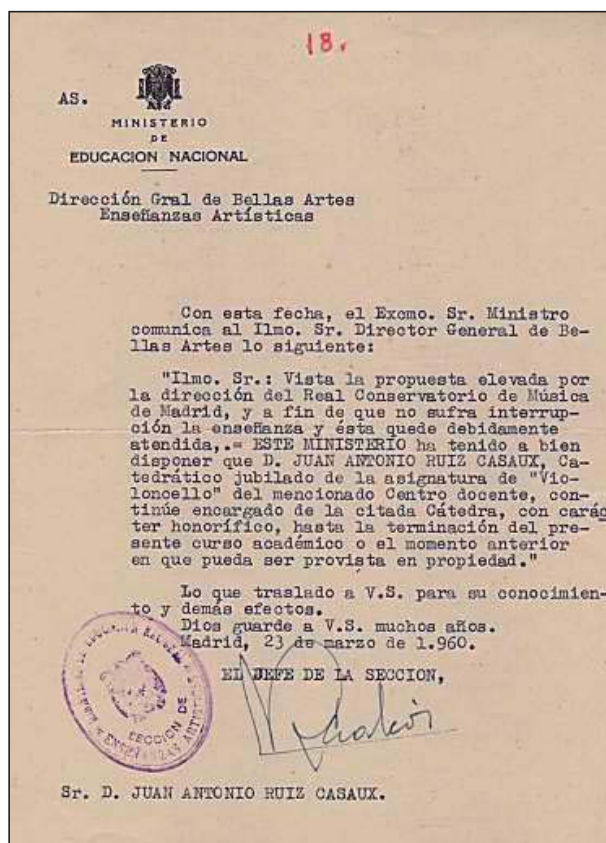 18.
AS.
MINISTERIO
DE
EDUCACION NACIONAL
Dirección Gral de Bellas Artes
Enseñanzas Artísticas
Con esta fecha, el Excmo. Sr. Ministro
comunica al Ilmo. Sr. Director General de Be-
llas Artes lo siguiente:
"Ilmo. Sr.: Vista la propuesta elevada por
la dirección del Real Conservatorio de Música
de Madrid, y a fin de que no sufra interrup-
ción la enseñanza y ésta quede debidamente
atendida,.= ESTE MINISTERIO ha tenido a bien
disponer que D. JUAN ANTONIO RUIZ CASAUX, Ca-
tedrático jubilado de la asignatura de "Vio-
loncello" del mencionado Centro docente, con-
tinúe encargado de la citada Cátedra, con carác
ter honorífico, hasta la terminación del pre-
sente curso académico o el momento anterior
en que pueda ser provista en propiedad."
Lo que traslado a V.S. para su conocimien-
to y demás efectos.
Dios guarde a V.S. muchos años.
Madrid, 23 de marzo de 1.960.
EL JEFE DE LA SECCION,
SECCION DE
ENSEÑANZAS ARTISTICAS
Sr. D. JUAN ANTONIO RUIZ CASAUX.